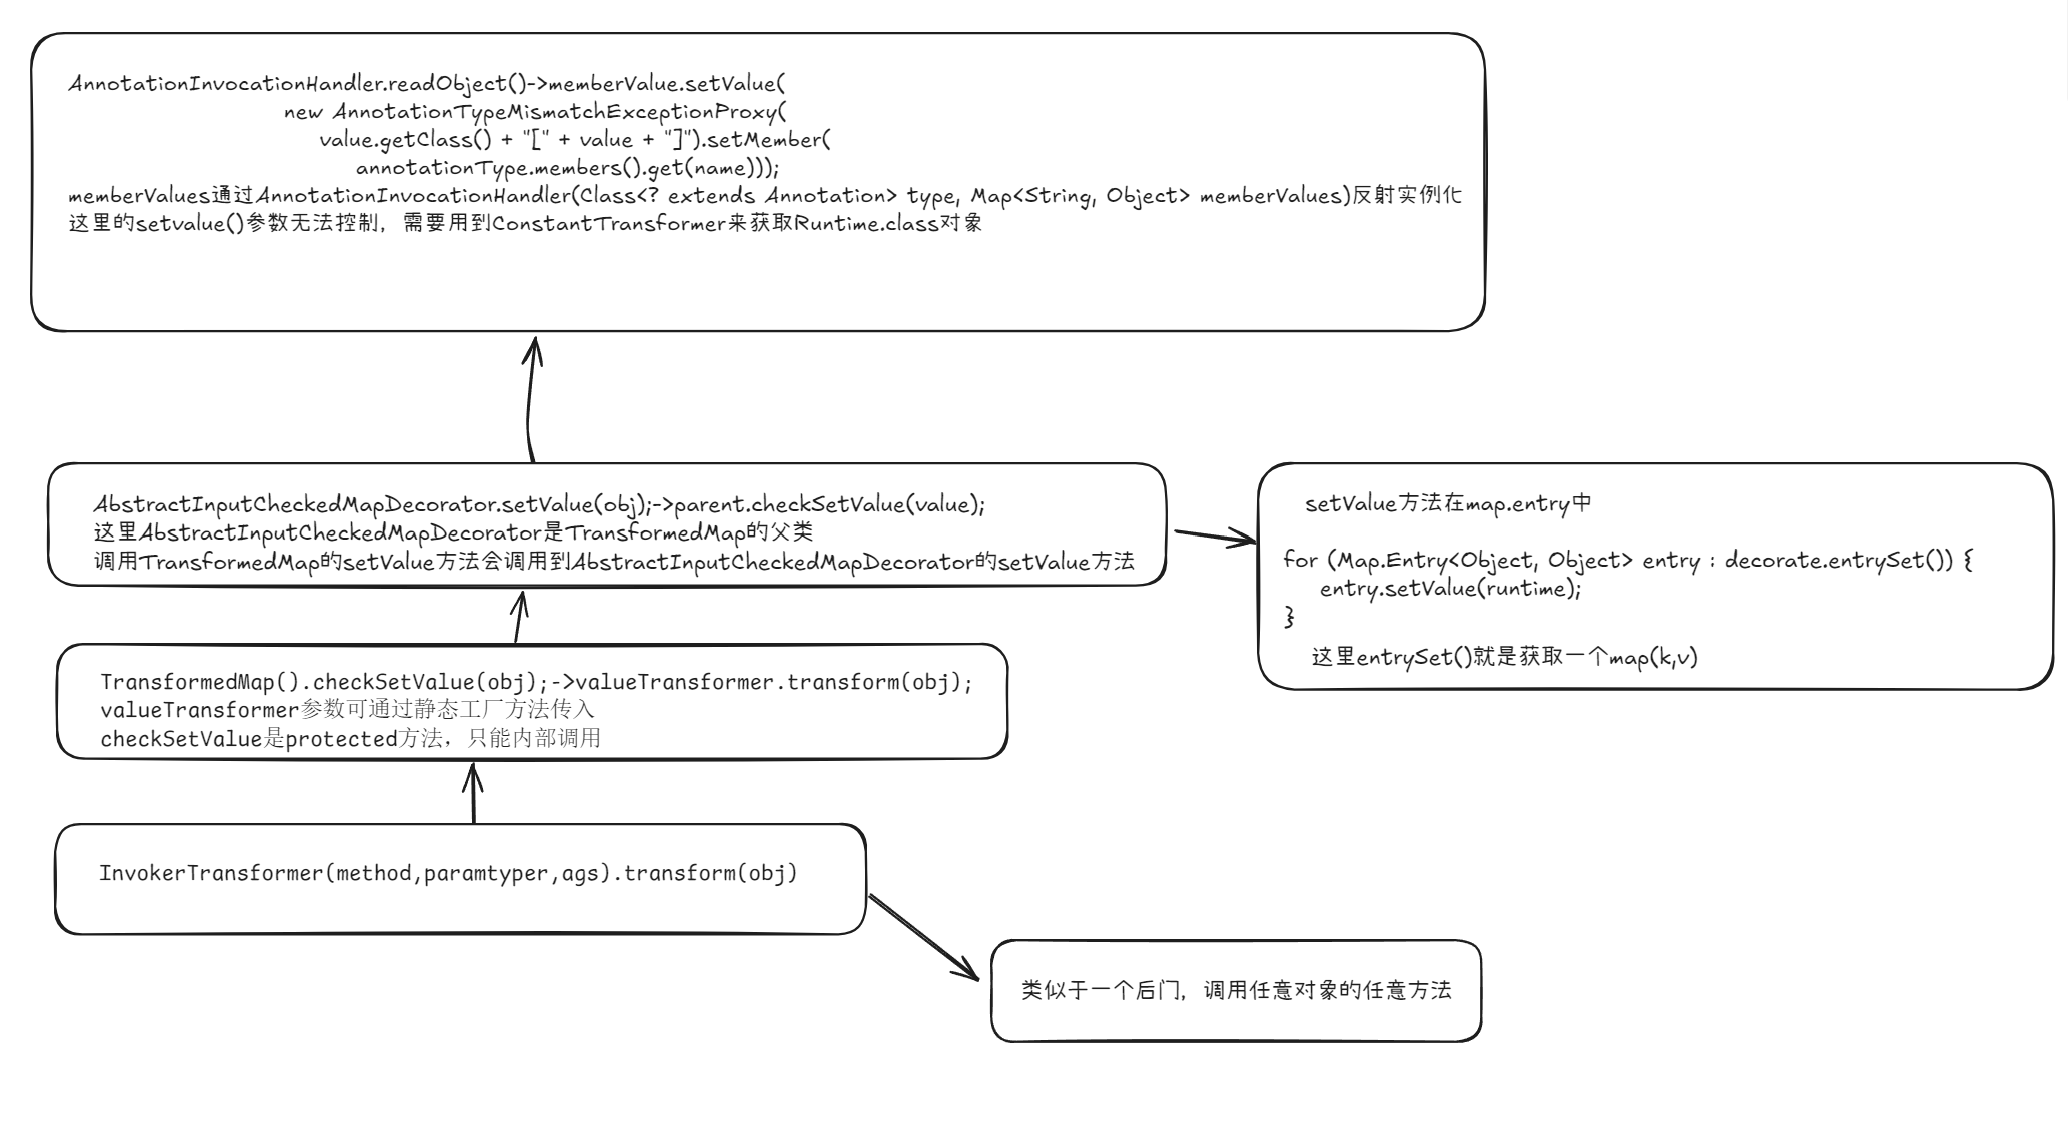 AnnotationInvocationHandler.readObject()->memberValue.setValue(
new AnnotationTypeMismatchExceptionProxy(
value.getClass() + "[" + value + "]").setMember(
annotationType.members().get(name)));
memberValues通过AnnotationInvocationHandler(Class<? extends Annotation> type, Map<String, Object> memberValues)反射实例化
这里的setvalue()参数无法控制，需要用到ConstantTransformer来获取Runtime.class对象
AbstractInputCheckedMapDecorator.setValue(obj);->parent.checkSetValue(value);
这里AbstractInputCheckedMapDecorator是TransformedMap的父类
调用TransformedMap的setValue方法会调用到AbstractInputCheckedMapDecorator的setValue方法
setValue方法在map.entry中
for (Map.Entry<Object, Object> entry : decorate.entrySet()) {
entry.setValue(runtime);
}
这里entrySet()就是获取一个map(k,v)
TransformedMap().checkSetValue(obj);->valueTransformer.transform(obj);
valueTransformer参数可通过静态工厂方法传入
checkSetValue是protected方法，只能内部调用
InvokerTransformer(method,paramtyper,ags).transform(obj)
类似于一个后门，调用任意对象的任意方法